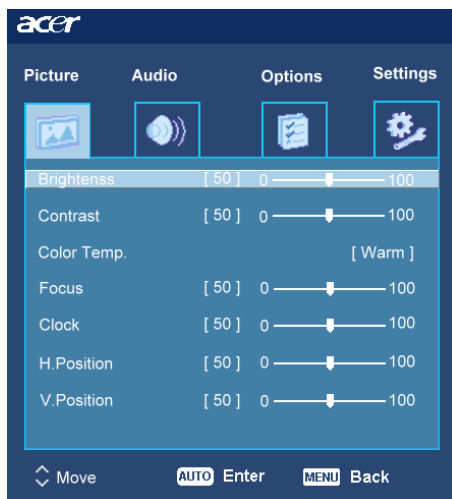 acer
Picture Audio Options Settings
Brightenss [ 50 ] 0 100
Contrast [ 50 ] 0 100
Color Temp. [ Warm ]
Focus [ 50 ] 0 100
Clock [ 50 ] 0 100
H.Position [ 50 ] 0 100
V.Position [ 50 ] 0 100
Move AUTO Enter MENU Back